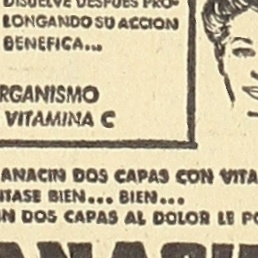 DISUELVE DESPUES PRO-
LONGANDO SU ACCION
BENEFICA...
RGANISMO
VITAMINA C
ANACIN DOS CAPAS CON VITA
NTASE BIEN... BIEN...
N DOS CAPAS AL DOLOR LE PO